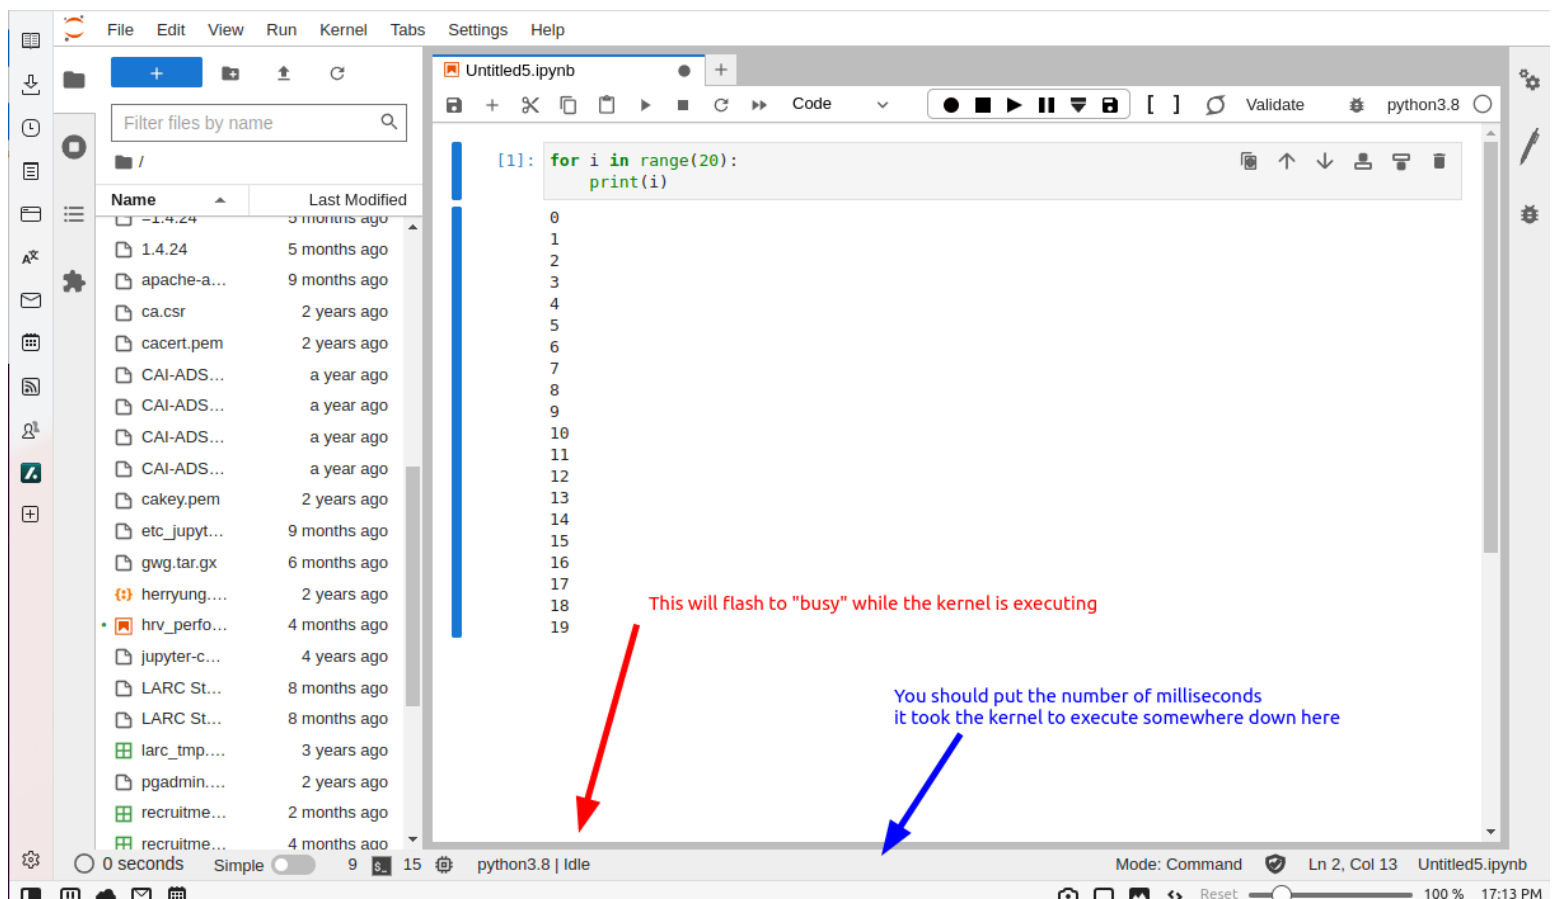 File Edit View Run Kernel Tabs Settings Help
+
Filter files by name
/
Name Last Modified
=1.4.24 5 months ago
1.4.24 5 months ago
apache-a… 9 months ago
ca.csr 2 years ago
cacert.pem 2 years ago
CAI-ADS… a year ago
CAI-ADS… a year ago
CAI-ADS… a year ago
CAI-ADS… a year ago
cakey.pem 2 years ago
etc_jupyt… 9 months ago
gwg.tar.gx 6 months ago
herryung.… 2 years ago
hrv_perfo… 4 months ago
jupyter-c… 4 years ago
LARC St… 8 months ago
LARC St… 8 months ago
larc_tmp.… 3 years ago
pgadmin.… 2 years ago
recruitme… 2 months ago
recruitme… 4 months ago
Untitled5.ipynb
Code [ ] Validate python3.8
[1]: for i in range(20):
print(i)
0
1
2
3
4
5
6
7
8
9
10
11
12
13
14
15
16
17
18
19
This will flash to "busy" while the kernel is executing
You should put the number of milliseconds
it took the kernel to execute somewhere down here
0 seconds Simple 9 $_ 15 python3.8 | Idle Mode: Command Ln 2, Col 13 Untitled5.ipynb
Reset 100 % 17:13 PM